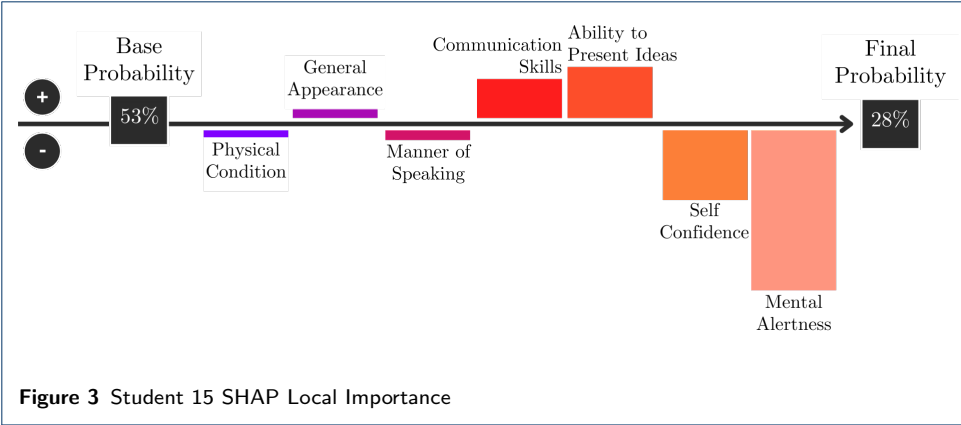 Base
Probability
53%
+
-
Physical
Condition
General
Appearance
Manner of
Speaking
Communication
Skills
Ability to
Present Ideas
Self
Confidence
Mental
Alertness
Final
Probability
28%
Figure 3 Student 15 SHAP Local Importance